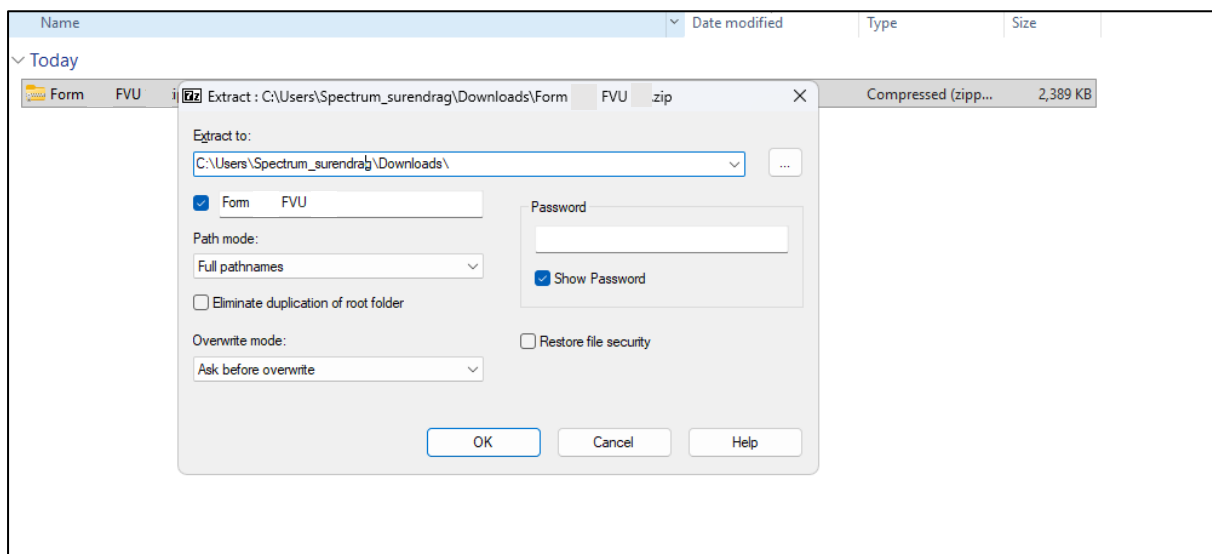 Name Date modified Type Size
Today
Form FVU Compressed (zipp... 2,389 KB
7z Extract : C:\Users\Spectrum_surendrag\Downloads\Form FVU .zip
Extract to:
C:\Users\Spectrum_surendrag\Downloads\
...
Form FVU
Password
Path mode:
Full pathnames
Show Password
Eliminate duplication of root folder
Overwrite mode:
Restore file security
Ask before overwrite
OK Cancel Help